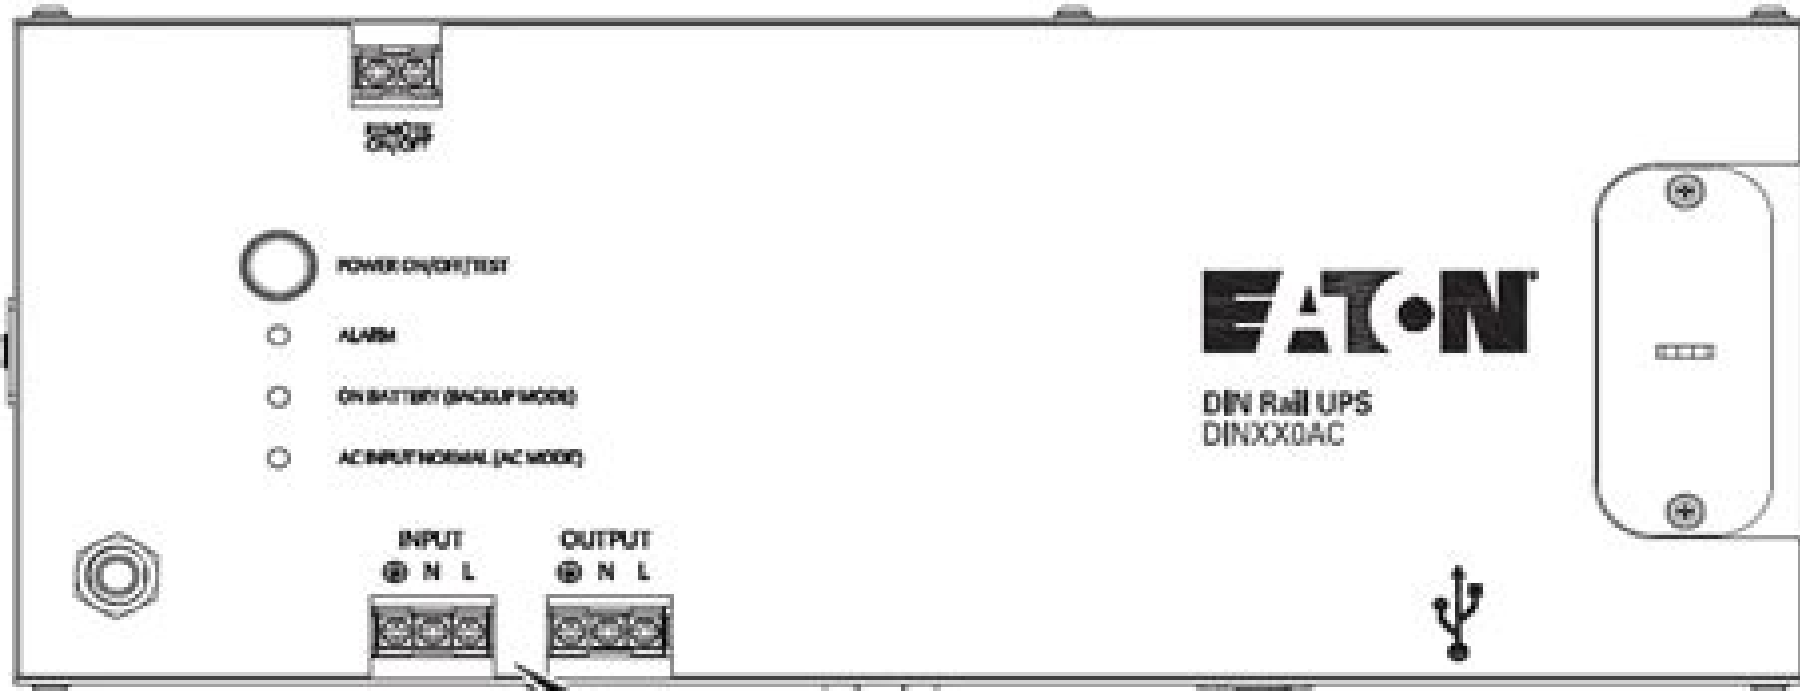 REMOTE
ON/OFF
POWER ON/OFF/TEST
ALARM
ON BATTERY (BACKUP MODE)
AC INPUT NORMAL (AC MODE)
EATON
DIN Rail UPS
DINXX0AC
INPUT
N L
OUTPUT
N L